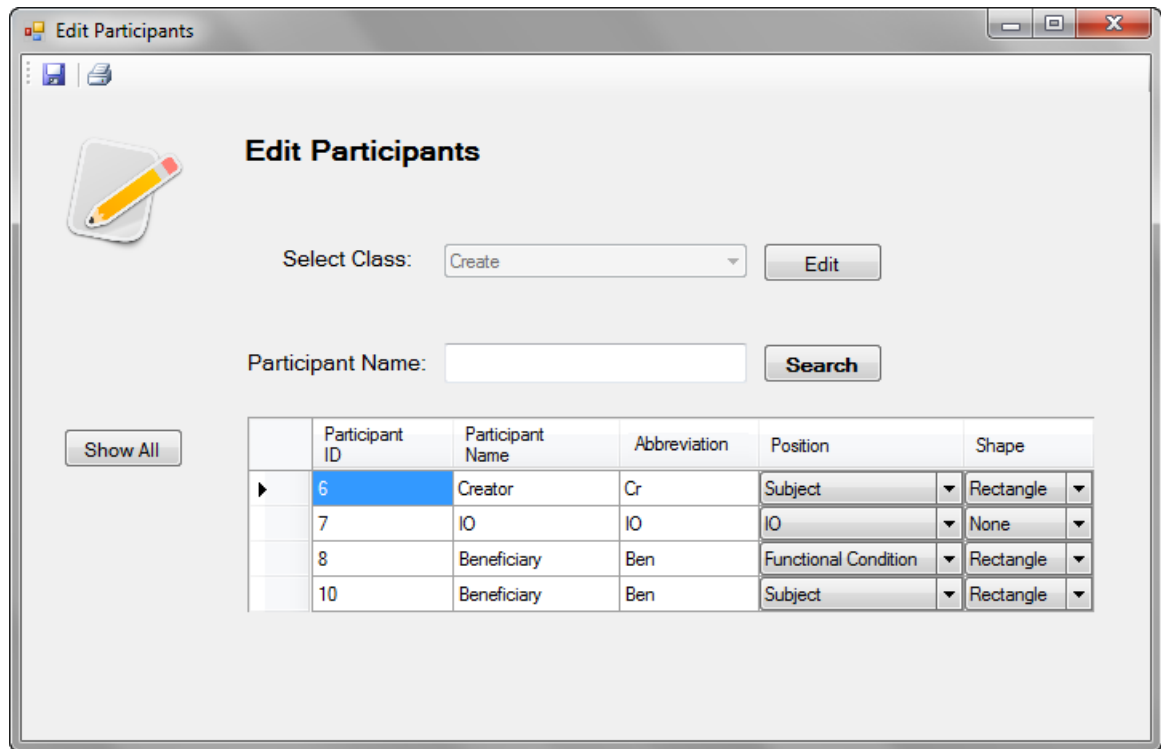 Edit Participants
Edit Participants
Select Class: Create Edit
Participant Name: Search
Show All
Participant ID Participant Name Abbreviation Position Shape
6 Creator Cr Subject Rectangle
7 IO IO IO None
8 Beneficiary Ben Functional Condition Rectangle
10 Beneficiary Ben Subject Rectangle